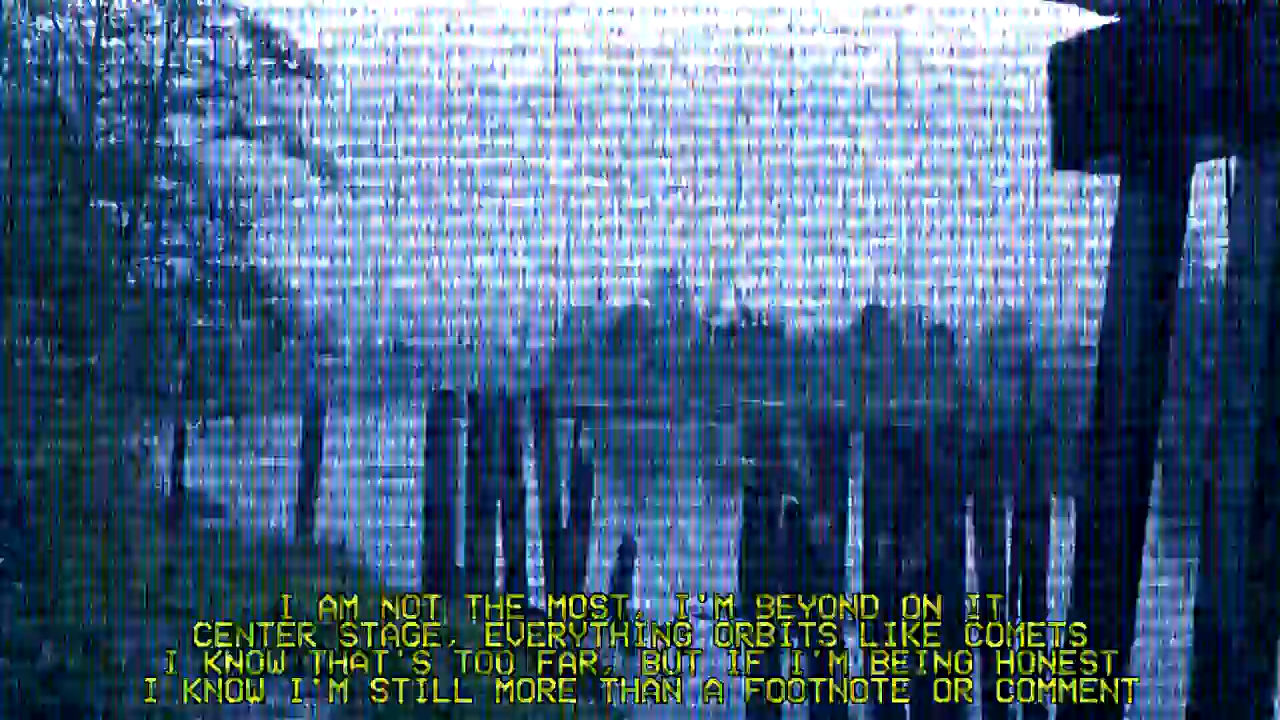 I AM NOT THE MOST, I'M BEYOND ON IT
CENTER STAGE, EVERYTHING ORBITS LIKE COMETS
I KNOW THAT'S TOO FAR, BUT IF I'M BEING HONEST
I KNOW I'M STILL MORE THAN A FOOTNOTE OR COMMENT